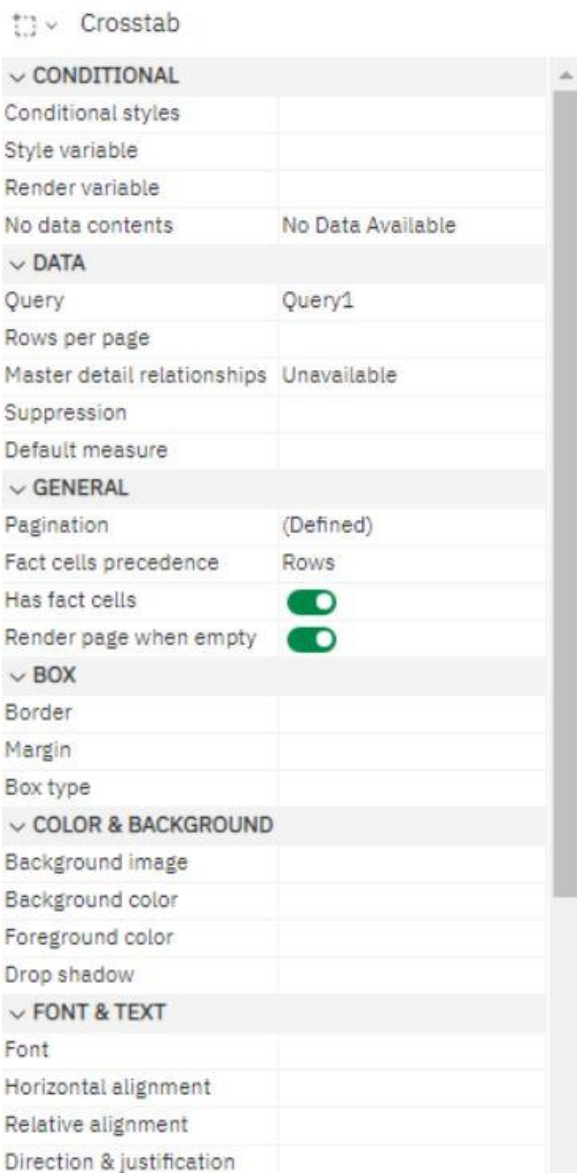 Crosstab
CONDITIONAL
Conditional styles
Style variable
Render variable
No data contents No Data Available
DATA
Query Query1
Rows per page
Master detail relationships Unavailable
Suppression
Default measure
GENERAL
Pagination (Defined)
Fact cells precedence Rows
Has fact cells
Render page when empty
BOX
Border
Margin
Box type
COLOR & BACKGROUND
Background image
Background color
Foreground color
Drop shadow
FONT & TEXT
Font
Horizontal alignment
Relative alignment
Direction & justification